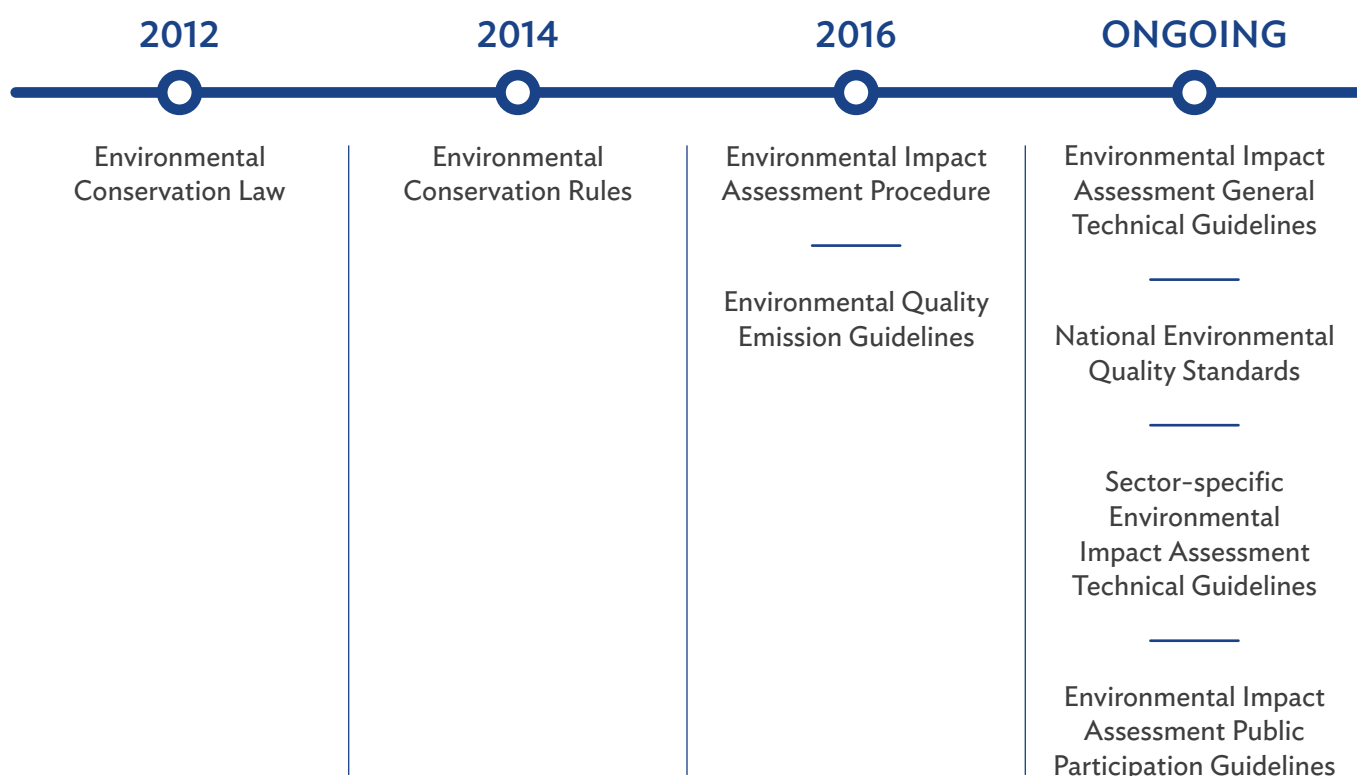 2012
2014
2016
ONGOING
Environmental
Conservation Law
Environmental
Conservation Rules
Environmental Impact
Assessment Procedure
Environmental Quality
Emission Guidelines
Environmental Impact
Assessment General
Technical Guidelines
National Environmental
Quality Standards
Sector-specific
Environmental
Impact Assessment
Technical Guidelines
Environmental Impact
Assessment Public
Participation Guidelines